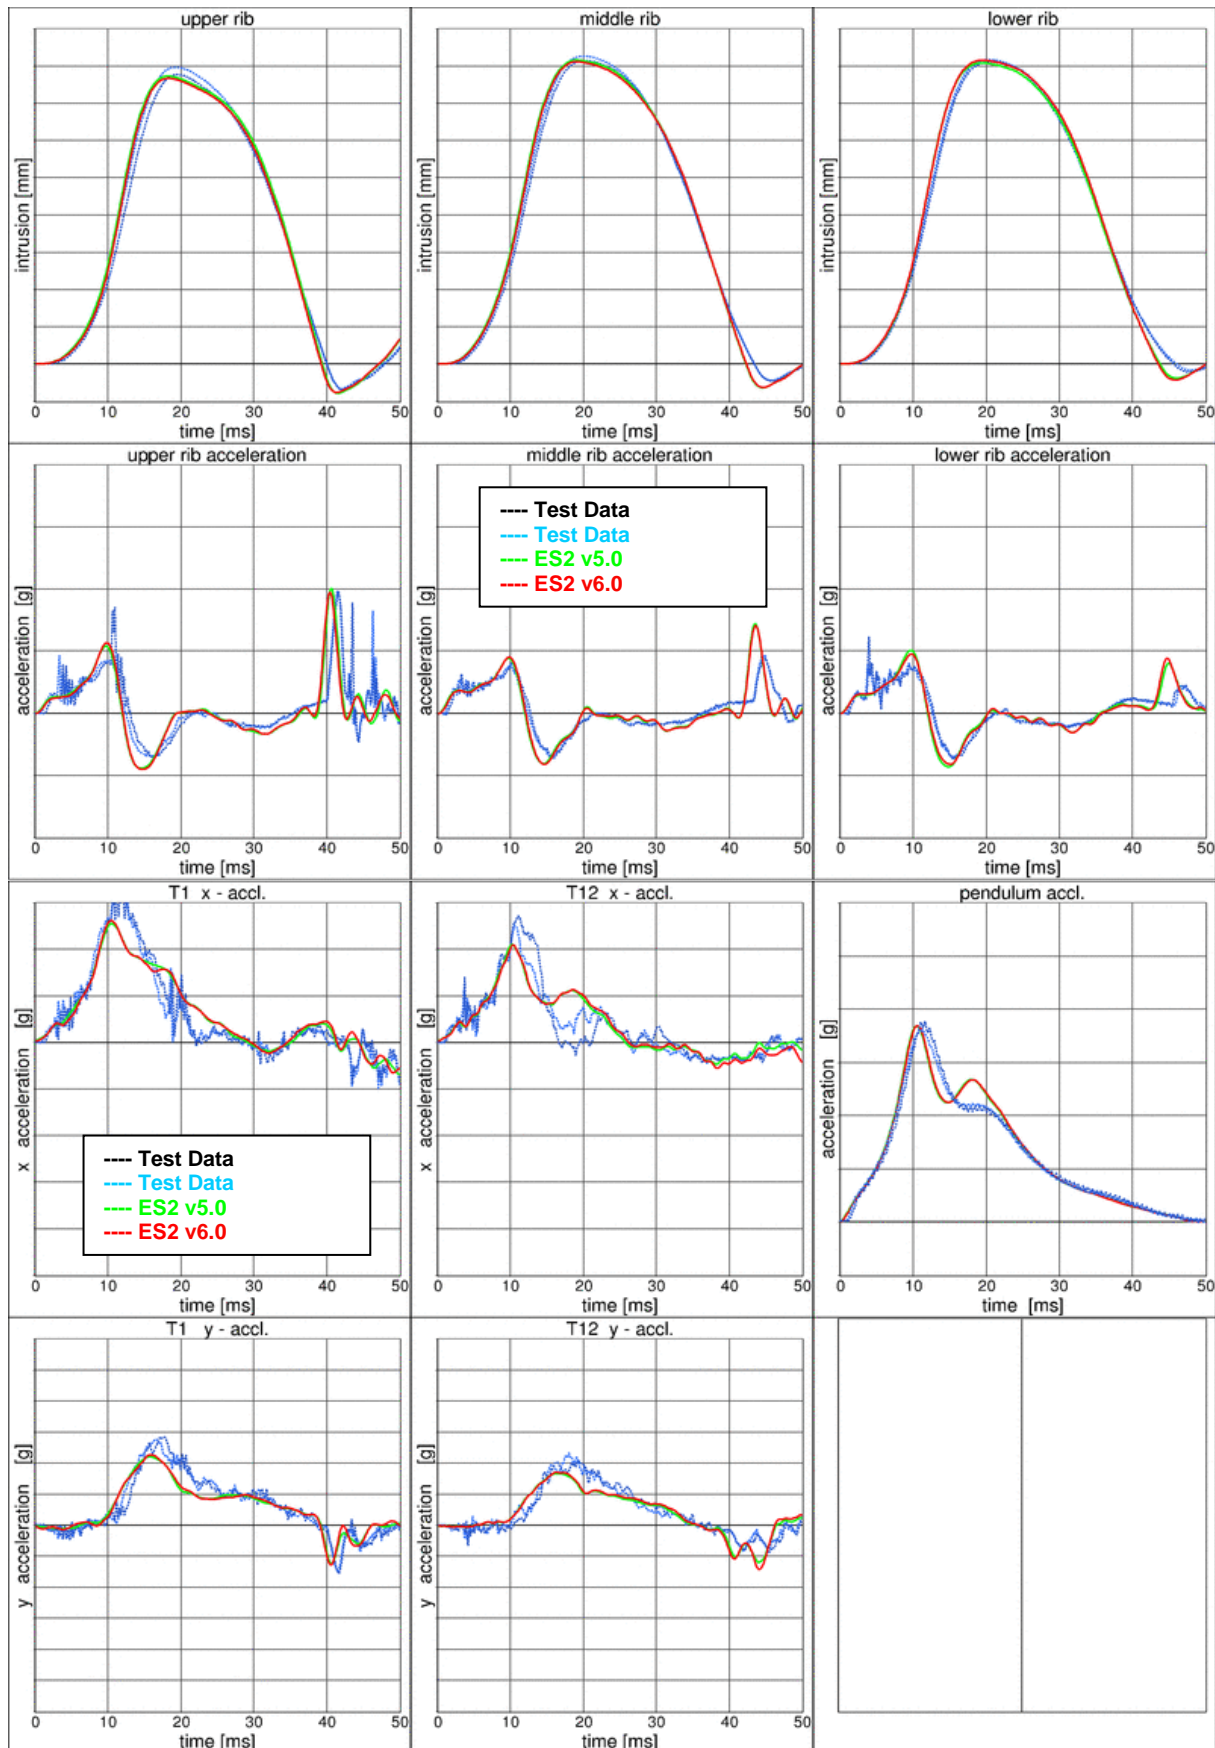 upper rib
middle rib
lower rib
intrusion [mm]
intrusion [mm]
intrusion [mm]
0 10 20 30 40 50
0 10 20 30 40 50
0 10 20 30 40 50
time [ms]
time [ms]
time [ms]
upper rib acceleration
middle rib acceleration
lower rib acceleration
acceleration [g]
acceleration [g]
acceleration [g]
---- Test Data
---- Test Data
---- ES2 v5.0
---- ES2 v6.0
0 10 20 30 40 50
0 10 20 30 40 50
0 10 20 30 40 50
time [ms]
time [ms]
time [ms]
T1 x - accl.
T12 x - accl.
pendulum accl.
x acceleration [g]
x acceleration [g]
acceleration [g]
---- Test Data
---- Test Data
---- ES2 v5.0
---- ES2 v6.0
0 10 20 30 40 50
0 10 20 30 40 50
0 10 20 30 40 50
time [ms]
time [ms]
time [ms]
T1 y - accl.
T12 y - accl.
y acceleration [g]
y acceleration [g]
0 10 20 30 40 50
0 10 20 30 40 50
time [ms]
time [ms]